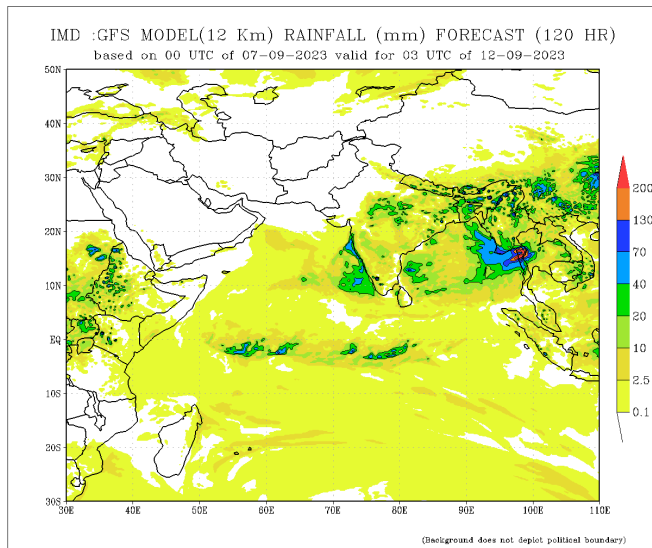 IMD :GFS MODEL(12 Km) RAINFALL (mm) FORECAST (120 HR)
based on 00 UTC of 07-09-2023 valid for 03 UTC of 12-09-2023
50N
40N
30N
20N
10N
EQ
10S
20S
30S
30E 40E 50E 60E 70E 80E 90E 100E 110E
200
130
70
40
20
10
2.5
0.1
(Background does not depict political boundary)